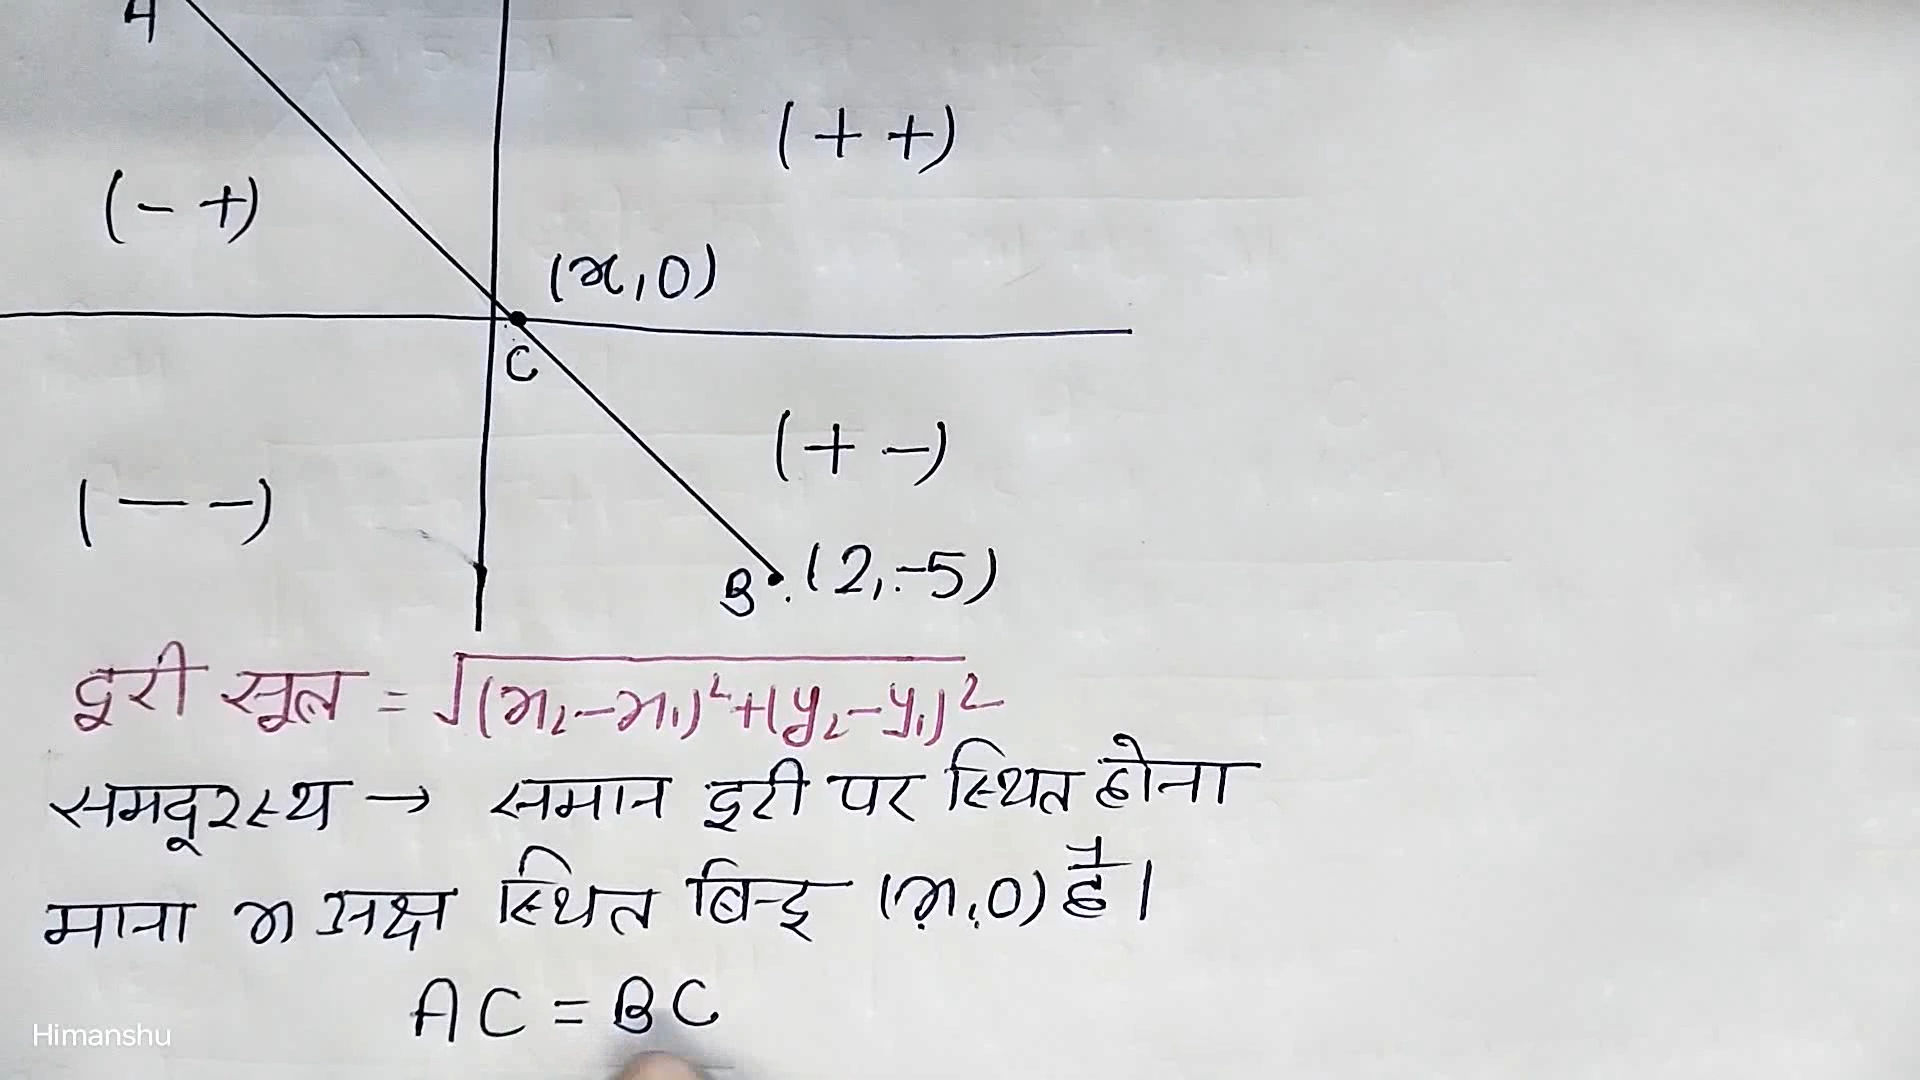 A
(+ +)
(- +)
(x,0)
C
(+ -)
(- -)
B (2,-5)
दूरी सूत्र = √(x₂-x₁)²+(y₂-y₁)²
समदूरस्थ → समान दूरी पर स्थित होना
माना x अक्ष स्थित बिन्दु (x,0) है।
AC = BC
Himanshu